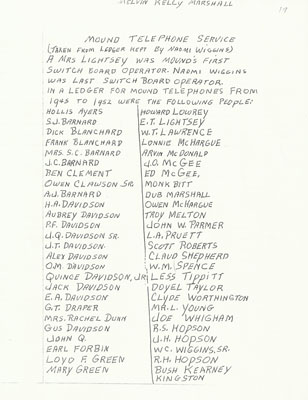 MELVIN KELLY MARSHALL
MOUND TELEPHONE SERVICE
(TAKEN FROM LEDGER KEPT BY NAOMI WIGGINS)
A MRS LIGHTSEY WAS MOUND'S FIRST
SWITCH BOARD OPERATOR. NAOMI WIGGINS
WAS LAST SWITCH BOARD OPERATOR.
IN A LEDGER FOR MOUND TELEPHONES FROM
1945 TO 1952 WERE THE FOLLOWING PEOPLE:
HOLLIS AYERS
S.J. BARNARD
DICK BLANCHARD
FRANK BLANCHARD
MRS. S.C. BARNARD
J.C. BARNARD
BEN CLEMENT
OWEN CLAWSON SR.
A.J. BARNARD
H.A. DAVIDSON
AUBREY DAVIDSON
P.F. DAVIDSON
J.Q. DAVIDSON SR.
J.T. DAVIDSON
ALEX DAVIDSON
O.M. DAVIDSON
QUINCE DAVIDSON, JR
JACK DAVIDSON
E.A. DAVIDSON
G.T. DRAPER
MRS. RACHEL DUNN
GUS DAVIDSON
JOHN Q.
EARL FORBIN
LOYD F. GREEN
MARY GREEN
HOWARD LOWREY
E.T. LIGHTSEY
W.T. LAWRENCE
LONNIE MCHARGUE
ARVIN MCDONALD
J.O. MCGEE
ED MCGEE,
MONK BITT
DUB MARSHALL
OWEN MCHARGUE
TROY MELTON
JOHN W. PARMER
L.A. PRUETT
SCOTT ROBERTS
CLAUD SHEPHERD
W.M. SPENCE
LESS TIPPITT
DOYEL TAYLOR
CLYDE WORTHINGTON
MR. L. YOUNG
JOE WHIGHAM
R.S. HOPSON
J.H. HOPSON
W.C. WIGGINS, SR.
R.H. HOPSON
BUSH KEARNEY
KINGSTON